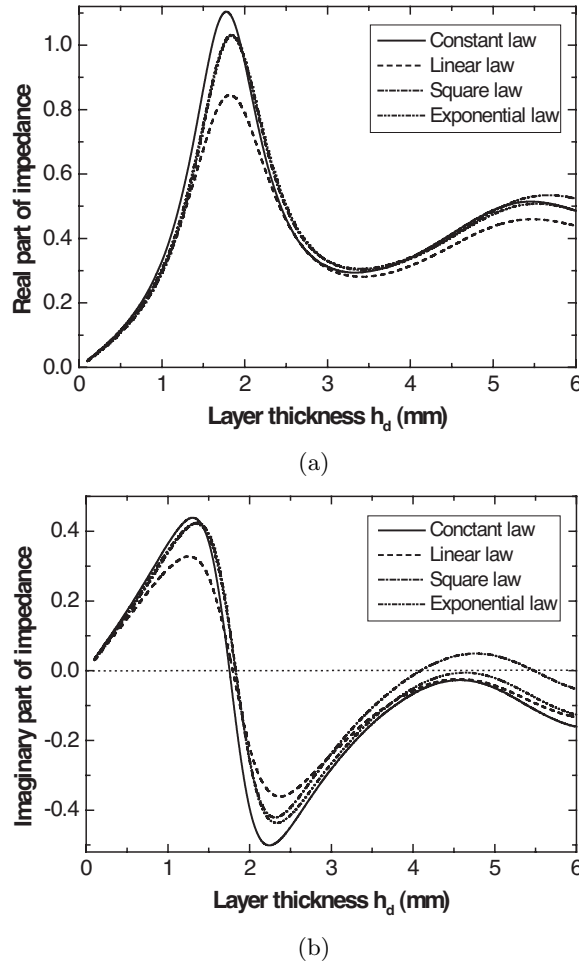 Real part of impedance
1.0
0.8
0.6
0.4
0.2
0.0
Constant law
Linear law
Square law
Exponential law
0 1 2 3 4 5 6
Layer thickness hd (mm)
(a)
Imaginary part of impedance
0.4
0.2
0.0
-0.2
-0.4
Conctant law
Linear law
Square law
Exponential law
0 1 2 3 4 5 6
Layer thickness hd (mm)
(b)